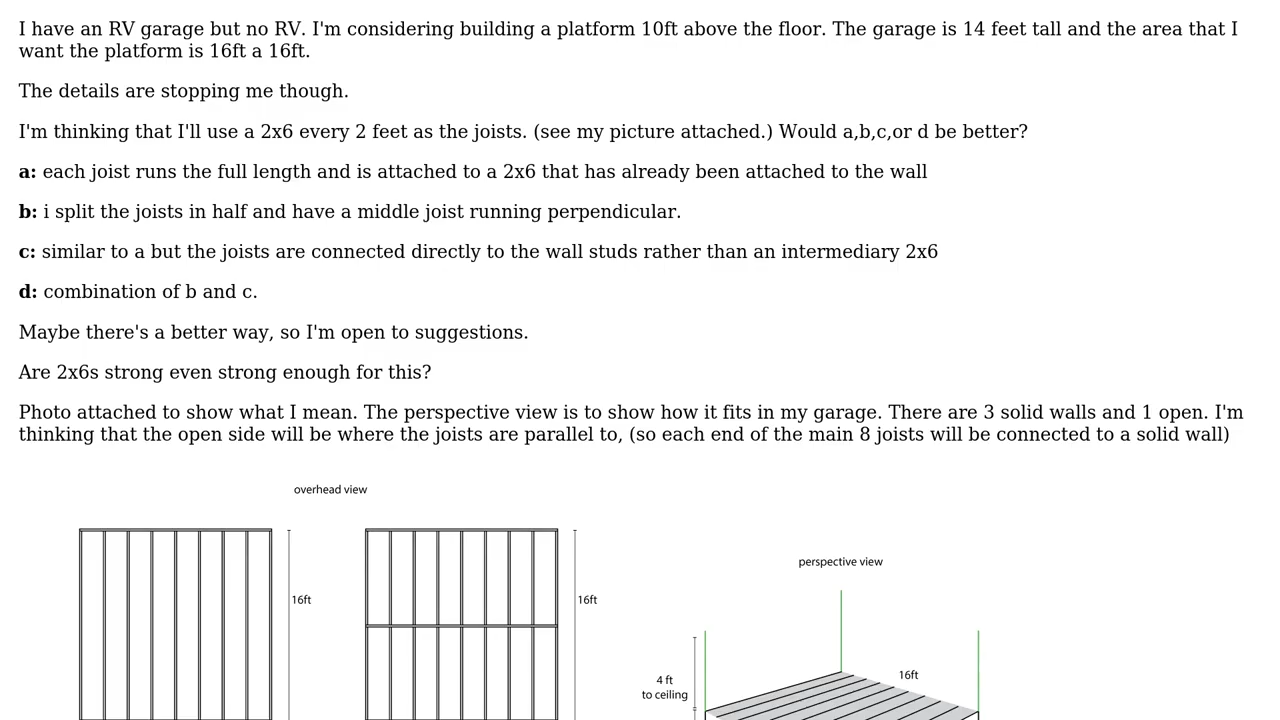 I have an RV garage but no RV. I'm considering building a platform 10ft above the floor. The garage is 14 feet tall and the area that I
want the platform is 16ft a 16ft.
The details are stopping me though.
I'm thinking that I'll use a 2x6 every 2 feet as the joists. (see my picture attached.) Would a,b,c,or d be better?
a: each joist runs the full length and is attached to a 2x6 that has already been attached to the wall
b: i split the joists in half and have a middle joist running perpendicular.
c: similar to a but the joists are connected directly to the wall studs rather than an intermediary 2x6
d: combination of b and c.
Maybe there's a better way, so I'm open to suggestions.
Are 2x6s strong even strong enough for this?
Photo attached to show what I mean. The perspective view is to show how it fits in my garage. There are 3 solid walls and 1 open. I'm
thinking that the open side will be where the joists are parallel to, (so each end of the main 8 joists will be connected to a solid wall)
overhead view
perspective view
16ft
16ft
16ft
4 ft
to ceiling